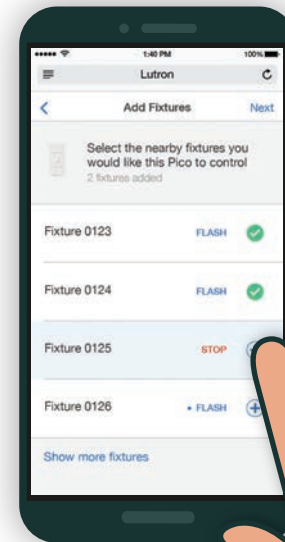 1:40 PM
100%
Lutron
Add Fixtures
Next
Select the nearby fixtures you
would like this Pico to control
2 fixtures added
Fixture 0123 FLASH
Fixture 0124 FLASH
Fixture 0125 STOP
Fixture 0126 • FLASH
Show more fixtures